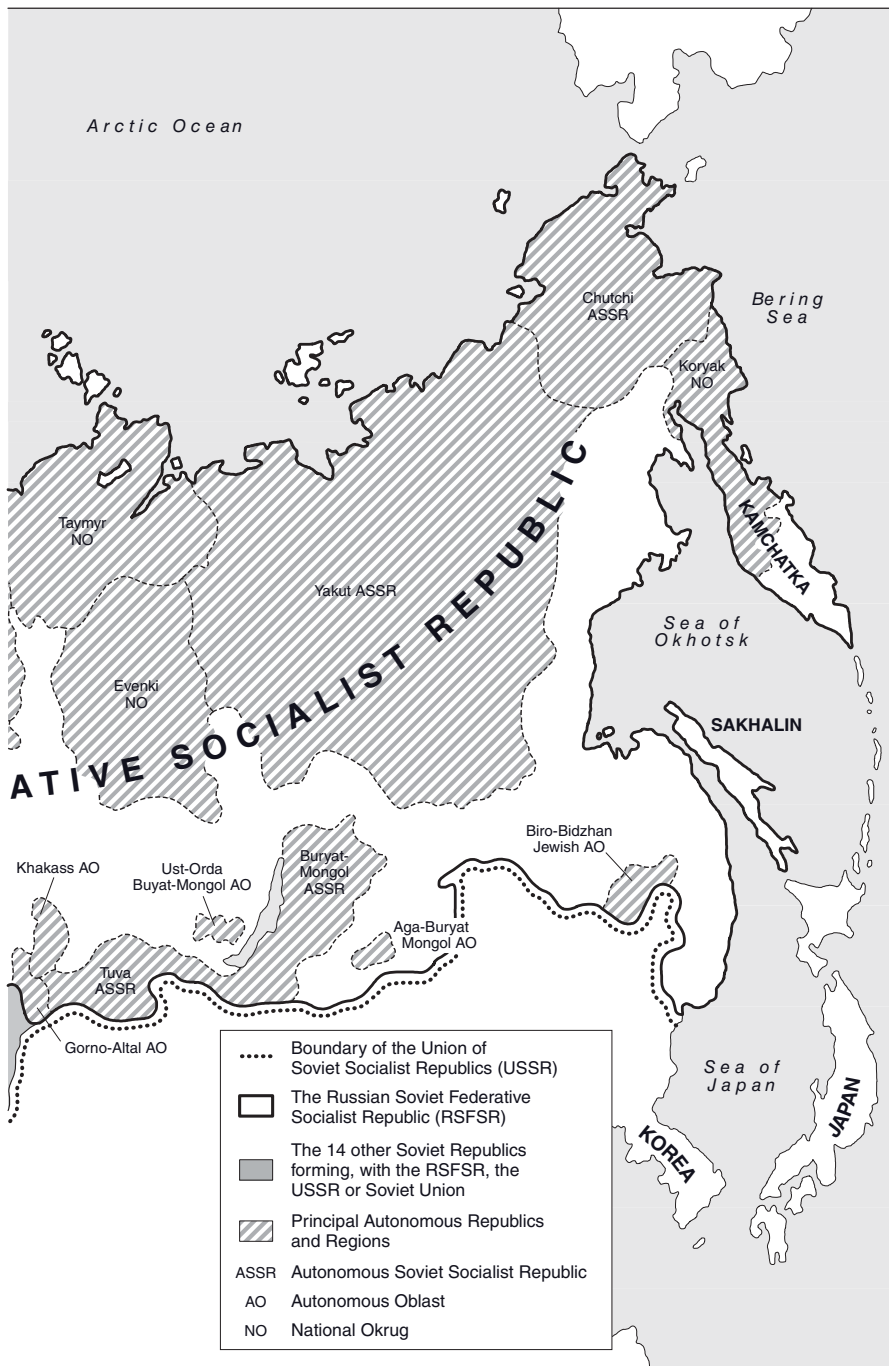 Arctic Ocean
Chutchi
ASSR
Bering
Sea
Koryak
NO
Taymyr
NO
KAMCHATKA
Yakut ASSR
Sea of
Okhotsk
Evenki
NO
SAKHALIN
ATIVE SOCIALIST REPUBLIC
Biro-Bidzhan
Jewish AO
Khakass AO
Ust-Orda
Buyat-Mongol AO
Buryat-
Mongol
ASSR
Aga-Buryat
Mongol AO
Tuva
ASSR
Gorno-Altal AO
Sea of
Japan
JAPAN
KOREA
Boundary of the Union of
Soviet Socialist Republics (USSR)
The Russian Soviet Federative
Socialist Republic (RSFSR)
The 14 other Soviet Republics
forming, with the RSFSR, the
USSR or Soviet Union
Principal Autonomous Republics
and Regions
ASSR Autonomous Soviet Socialist Republic
AO Autonomous Oblast
NO National Okrug